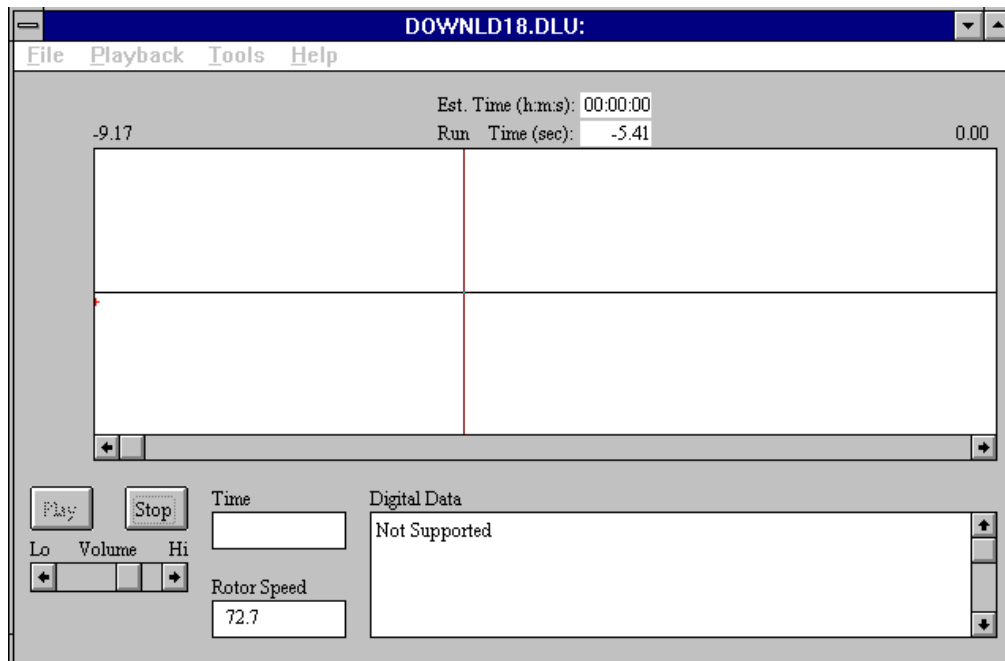 DOWNLD18.DLU:
File Playback Tools Help
Est. Time (h:m:s): 00:00:00
-9.17 Run Time (sec): -5.41 0.00
Play Stop Time Digital Data
Not Supported
Lo Volume Hi
Rotor Speed
72.7